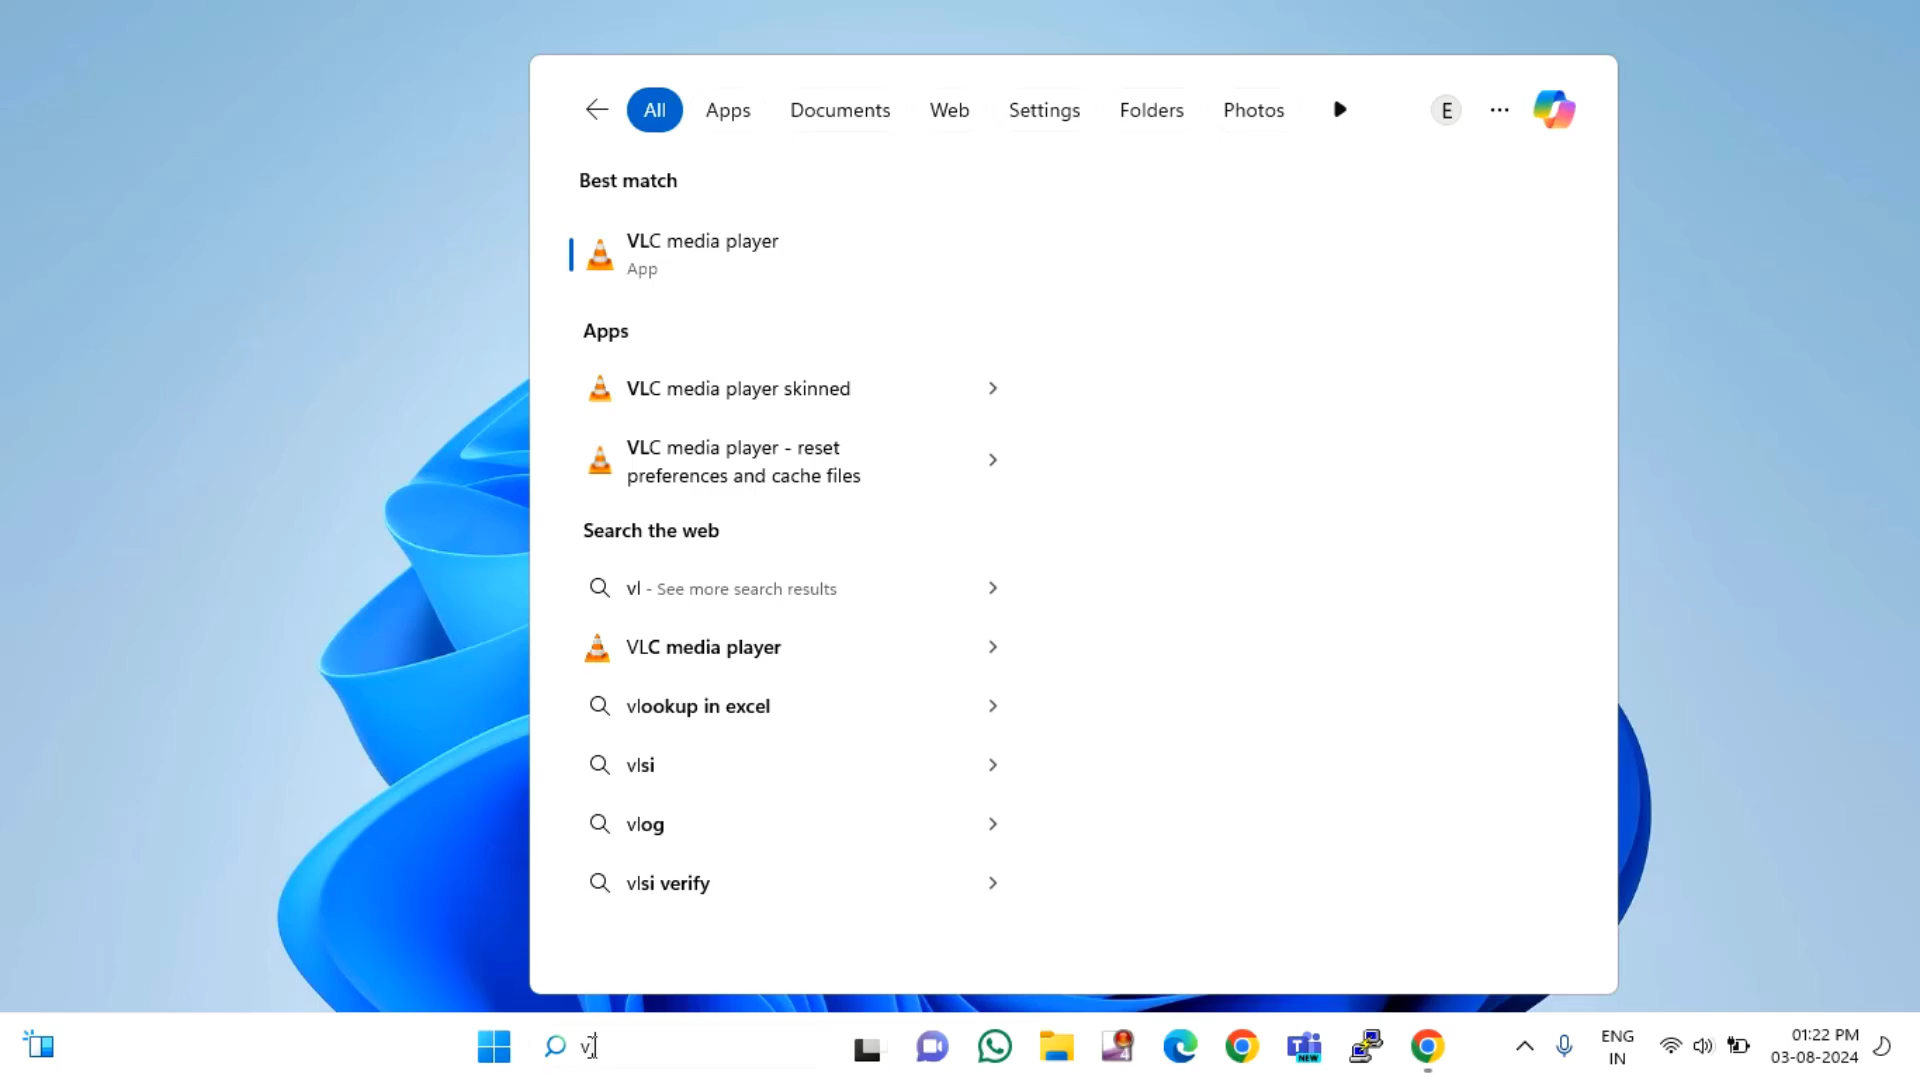 All Apps Documents Web Settings Folders Photos E
Best match
VLC media player
App
Apps
VLC media player skinned
VLC media player - reset
preferences and cache files
Search the web
vl - See more search results
VLC media player
vlookup in excel
vlsi
vlog
vlsi verify
v
4
T
NEW
ENG
IN
01:22 PM
03-08-2024